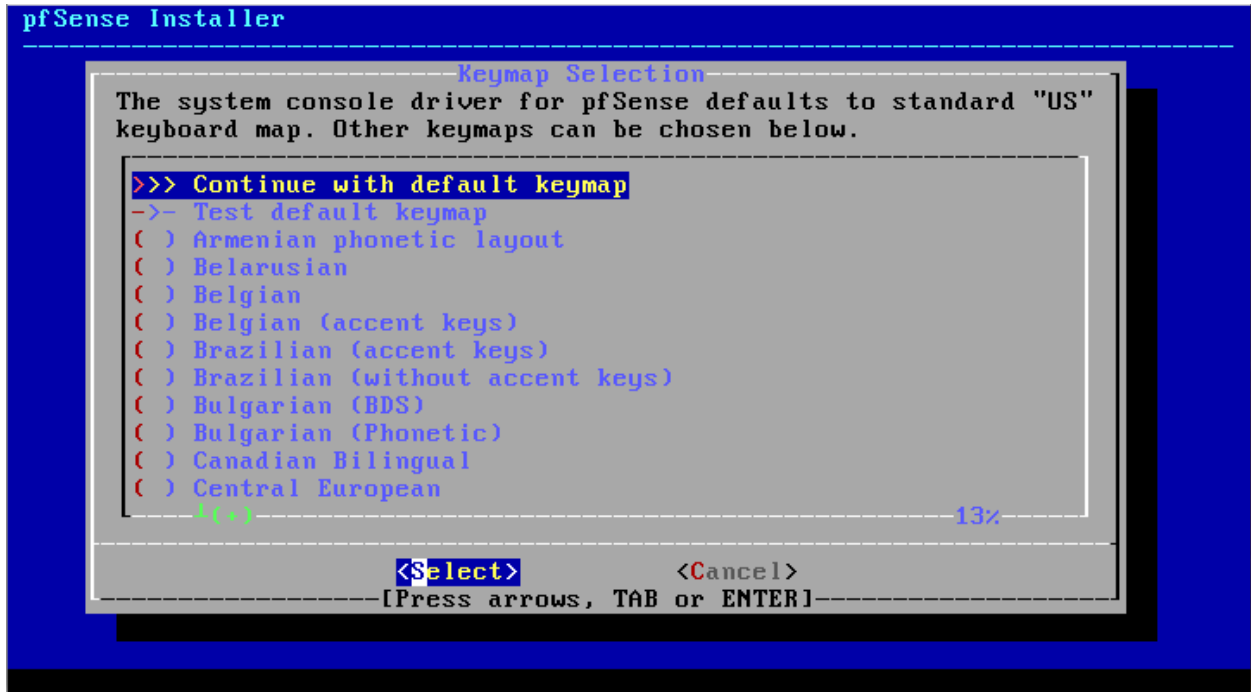 pfSense Installer
Keymap Selection
The system console driver for pfSense defaults to standard "US"
keyboard map. Other keymaps can be chosen below.
>>> Continue with default keymap
->- Test default keymap
( ) Armenian phonetic layout
( ) Belarusian
( ) Belgian
( ) Belgian (accent keys)
( ) Brazilian (accent keys)
( ) Brazilian (without accent keys)
( ) Bulgarian (BDS)
( ) Bulgarian (Phonetic)
( ) Canadian Bilingual
( ) Central European
┴(+) 13%
<Select> <Cancel>
[Press arrows, TAB or ENTER]